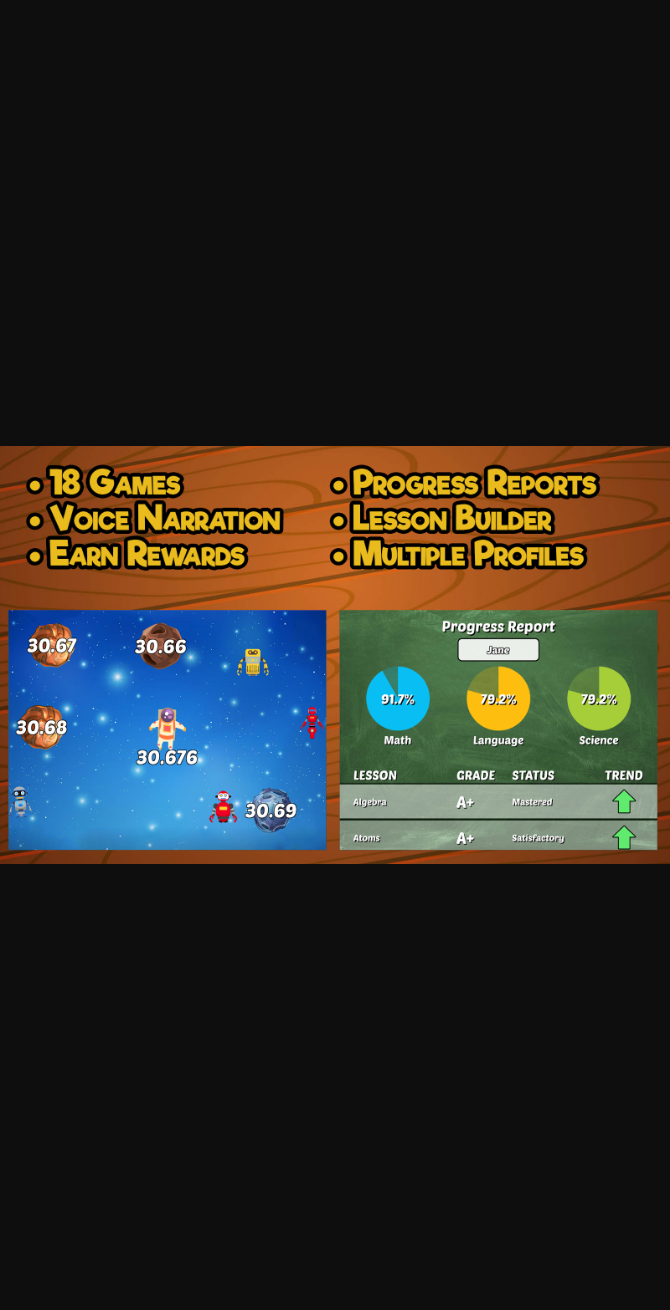 • 18 Games
• Voice Narration
• Earn Rewards
• Progress Reports
• Lesson Builder
• Multiple Profiles
30.67
30.66
30.68
30.676
30.69
Progress Report
Jane
91.7%
79.2%
79.2%
Math
Language
Science
LESSON GRADE STATUS TREND
Algebra A+ Mastered
Atoms A+ Satisfactory